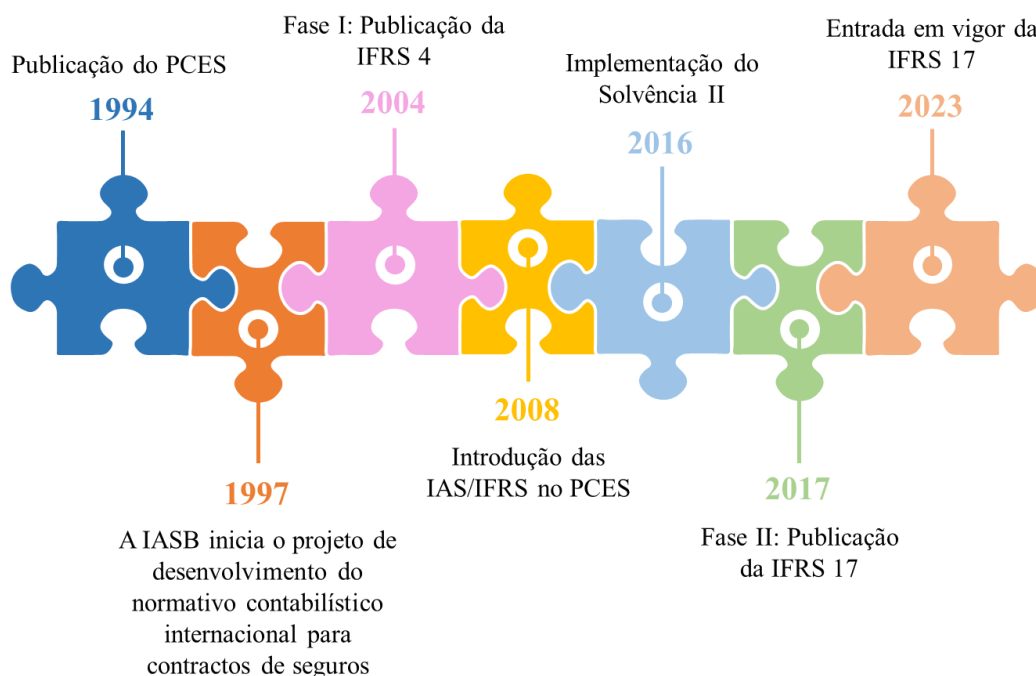 Publicação do PCES
1994
1997
A IASB inicia o projeto de
desenvolvimento do
normativo contabilístico
internacional para
contractos de seguros
Fase I: Publicação da
IFRS 4
2004
2008
Introdução das
IAS/IFRS no PCES
Implementação do
Solvência II
2016
2017
Fase II: Publicação
da IFRS 17
Entrada em vigor da
IFRS 17
2023